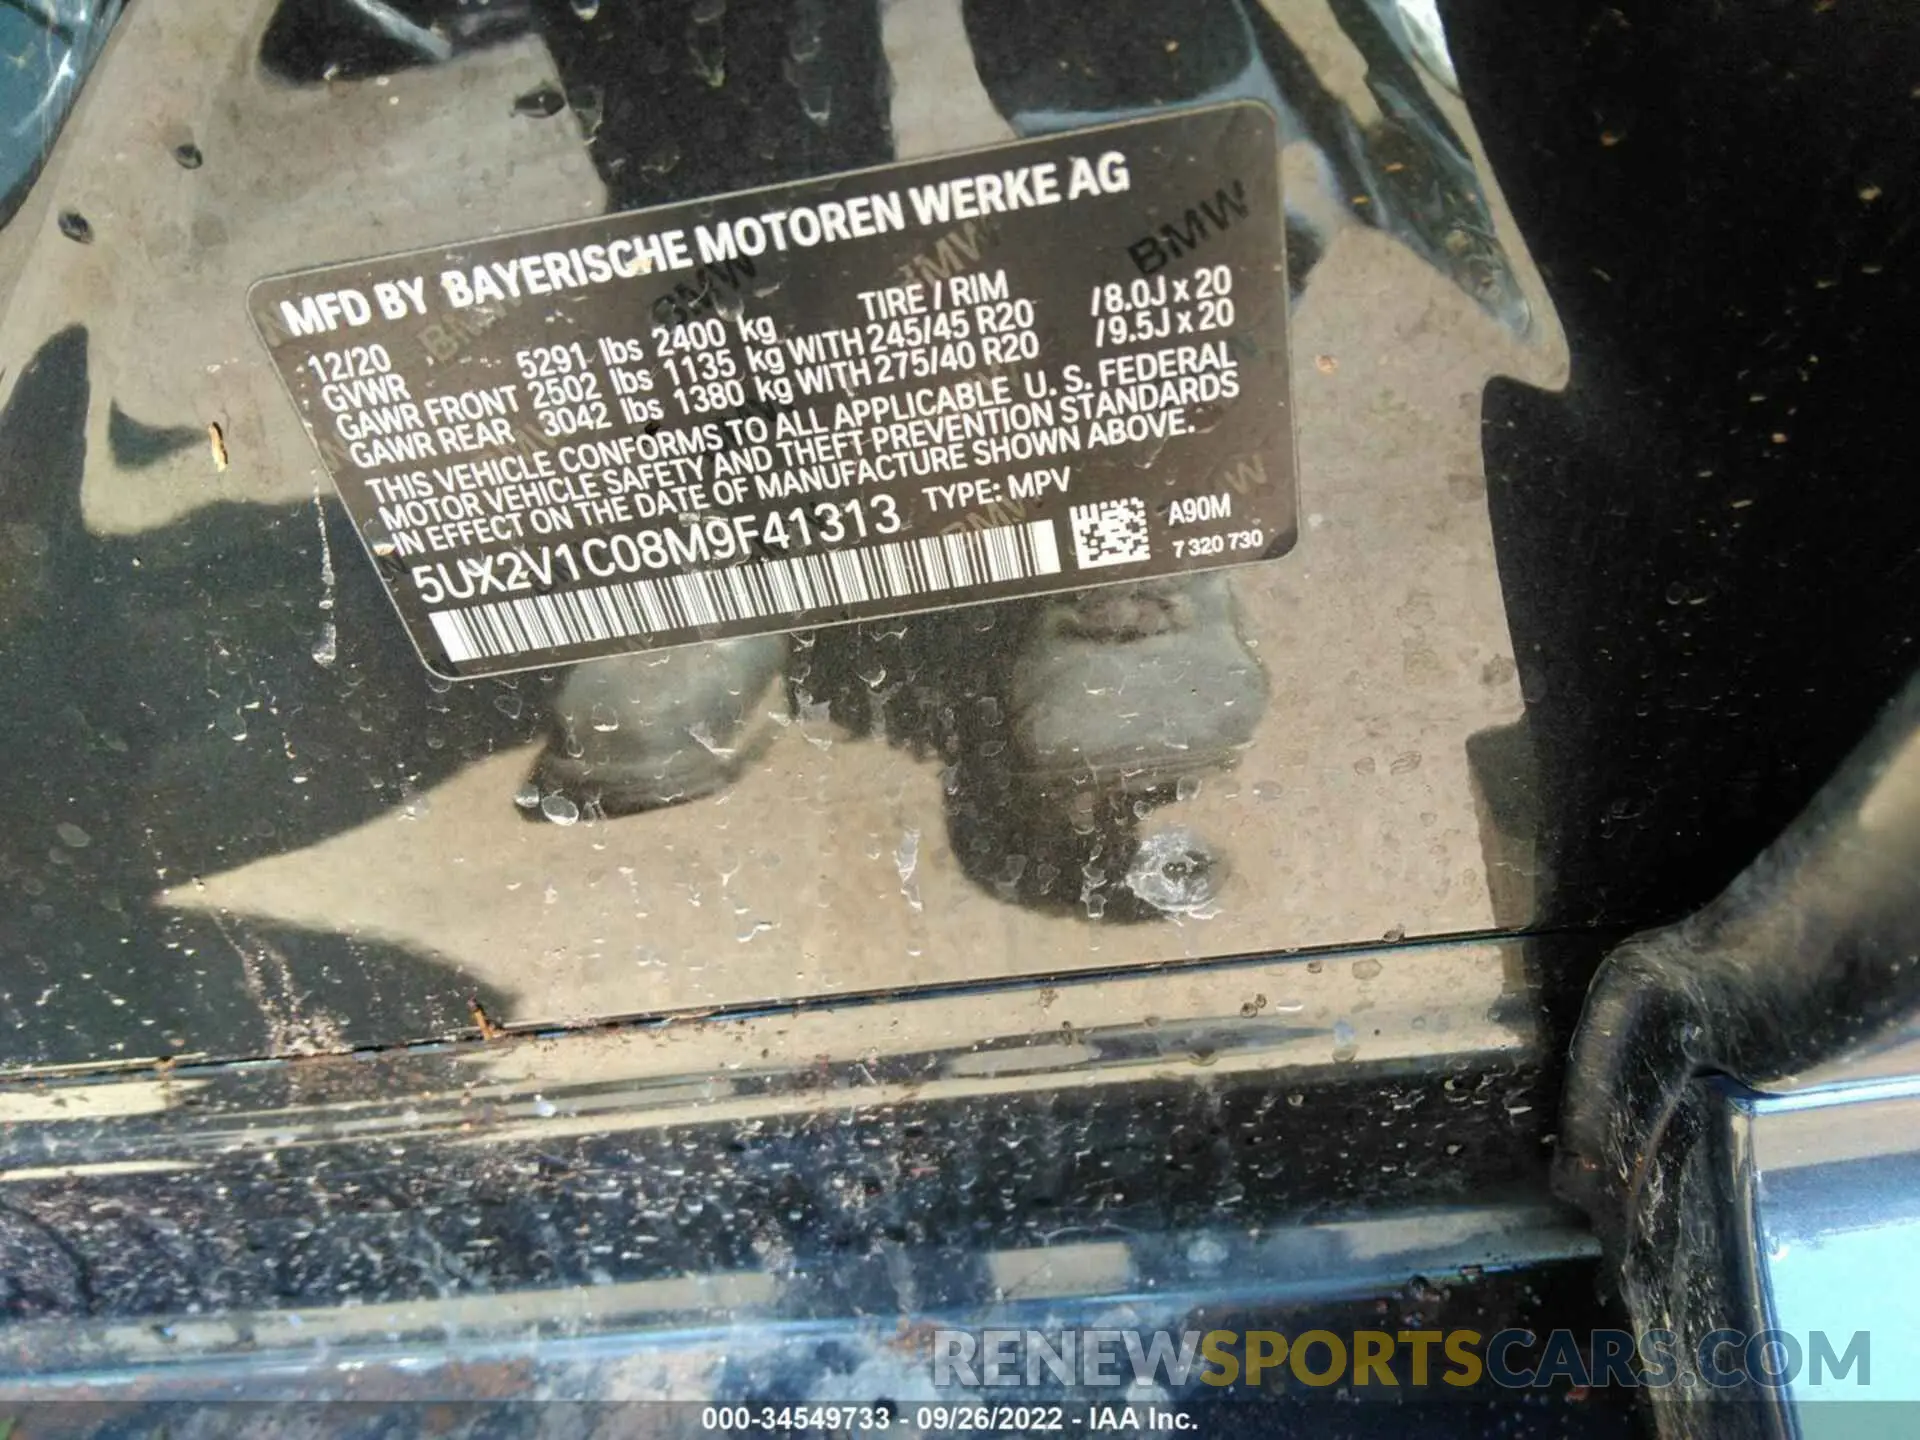 MFD BY BAYERISCHE MOTOREN WERKE AG
12/20 TIRE / RIM
GVWR 5291 lbs 2400 kg
GAWR FRONT 2502 lbs 1135 kg WITH 245/45 R20 /8.0J x 20
GAWR REAR 3042 lbs 1380 kg WITH 275/40 R20 /9.5J x 20
THIS VEHICLE CONFORMS TO ALL APPLICABLE U. S. FEDERAL
MOTOR VEHICLE SAFETY AND THEFT PREVENTION STANDARDS
IN EFFECT ON THE DATE OF MANUFACTURE SHOWN ABOVE.
5UX2V1C08M9F41313 TYPE: MPV
A90M
7 320 730
BMW
BMW
BMW
RENEWSPORTSCARS.COM
000-34549733 - 09/26/2022 - IAA Inc.